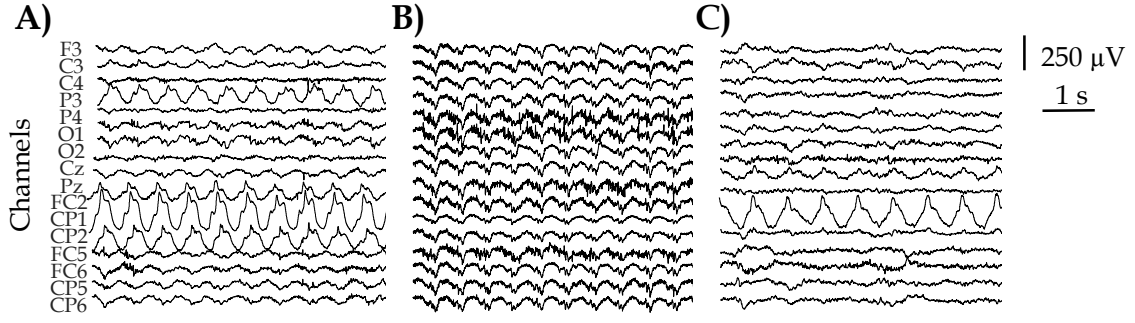 A)
B)
C)
F3
C3
C4
P3
P4
O1
O2
Cz
Pz
FC2
CP1
CP2
FC5
FC6
CP5
CP6
Channels
250 μV
1 s